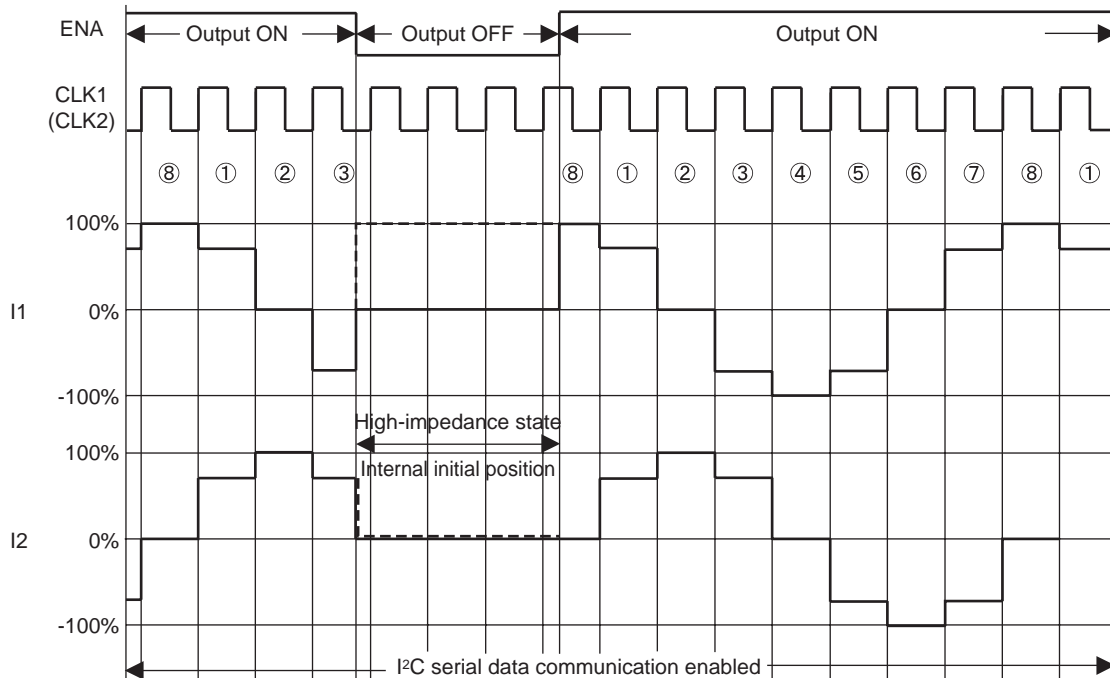 ENA
Output ON
Output OFF
Output ON
CLK1
(CLK2)
⑧ ① ② ③ ⑧ ① ② ③ ④ ⑤ ⑥ ⑦ ⑧ ①
100%
I1
0%
-100%
High-impedance state
100%
Internal initial position
I2
0%
-100%
I²C serial data communication enabled